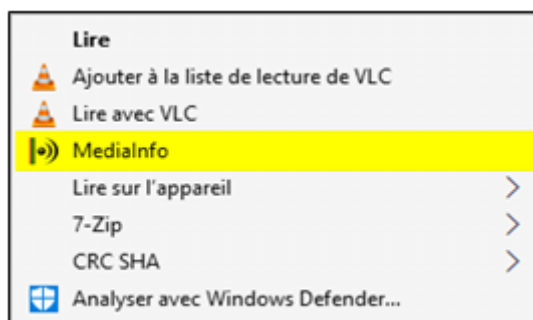 Lire
Ajouter à la liste de lecture de VLC
Lire avec VLC
MediaInfo
Lire sur l'appareil
7-Zip
CRC SHA
Analyser avec Windows Defender...